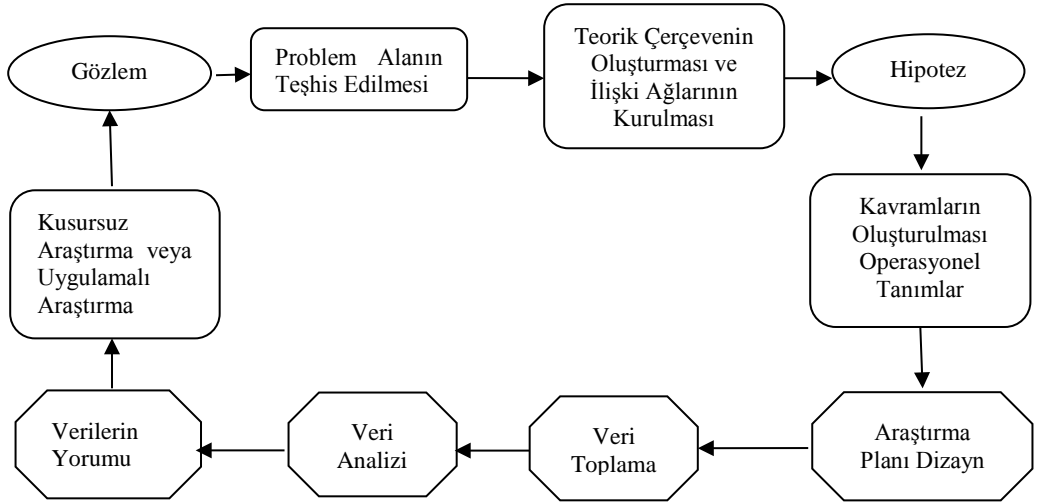 Gözlem
Problem Alanın
Teşhis Edilmesi
Teorik Çerçevenin
Oluşturması ve
İlişki Ağlarının
Kurulması
Hipotez
Kavramların
Oluşturulması
Operasyonel
Tanımlar
Araştırma
Planı Dizayn
Veri
Toplama
Veri
Analizi
Verilerin
Yorumu
Kusursuz
Araştırma veya
Uygulamalı
Araştırma